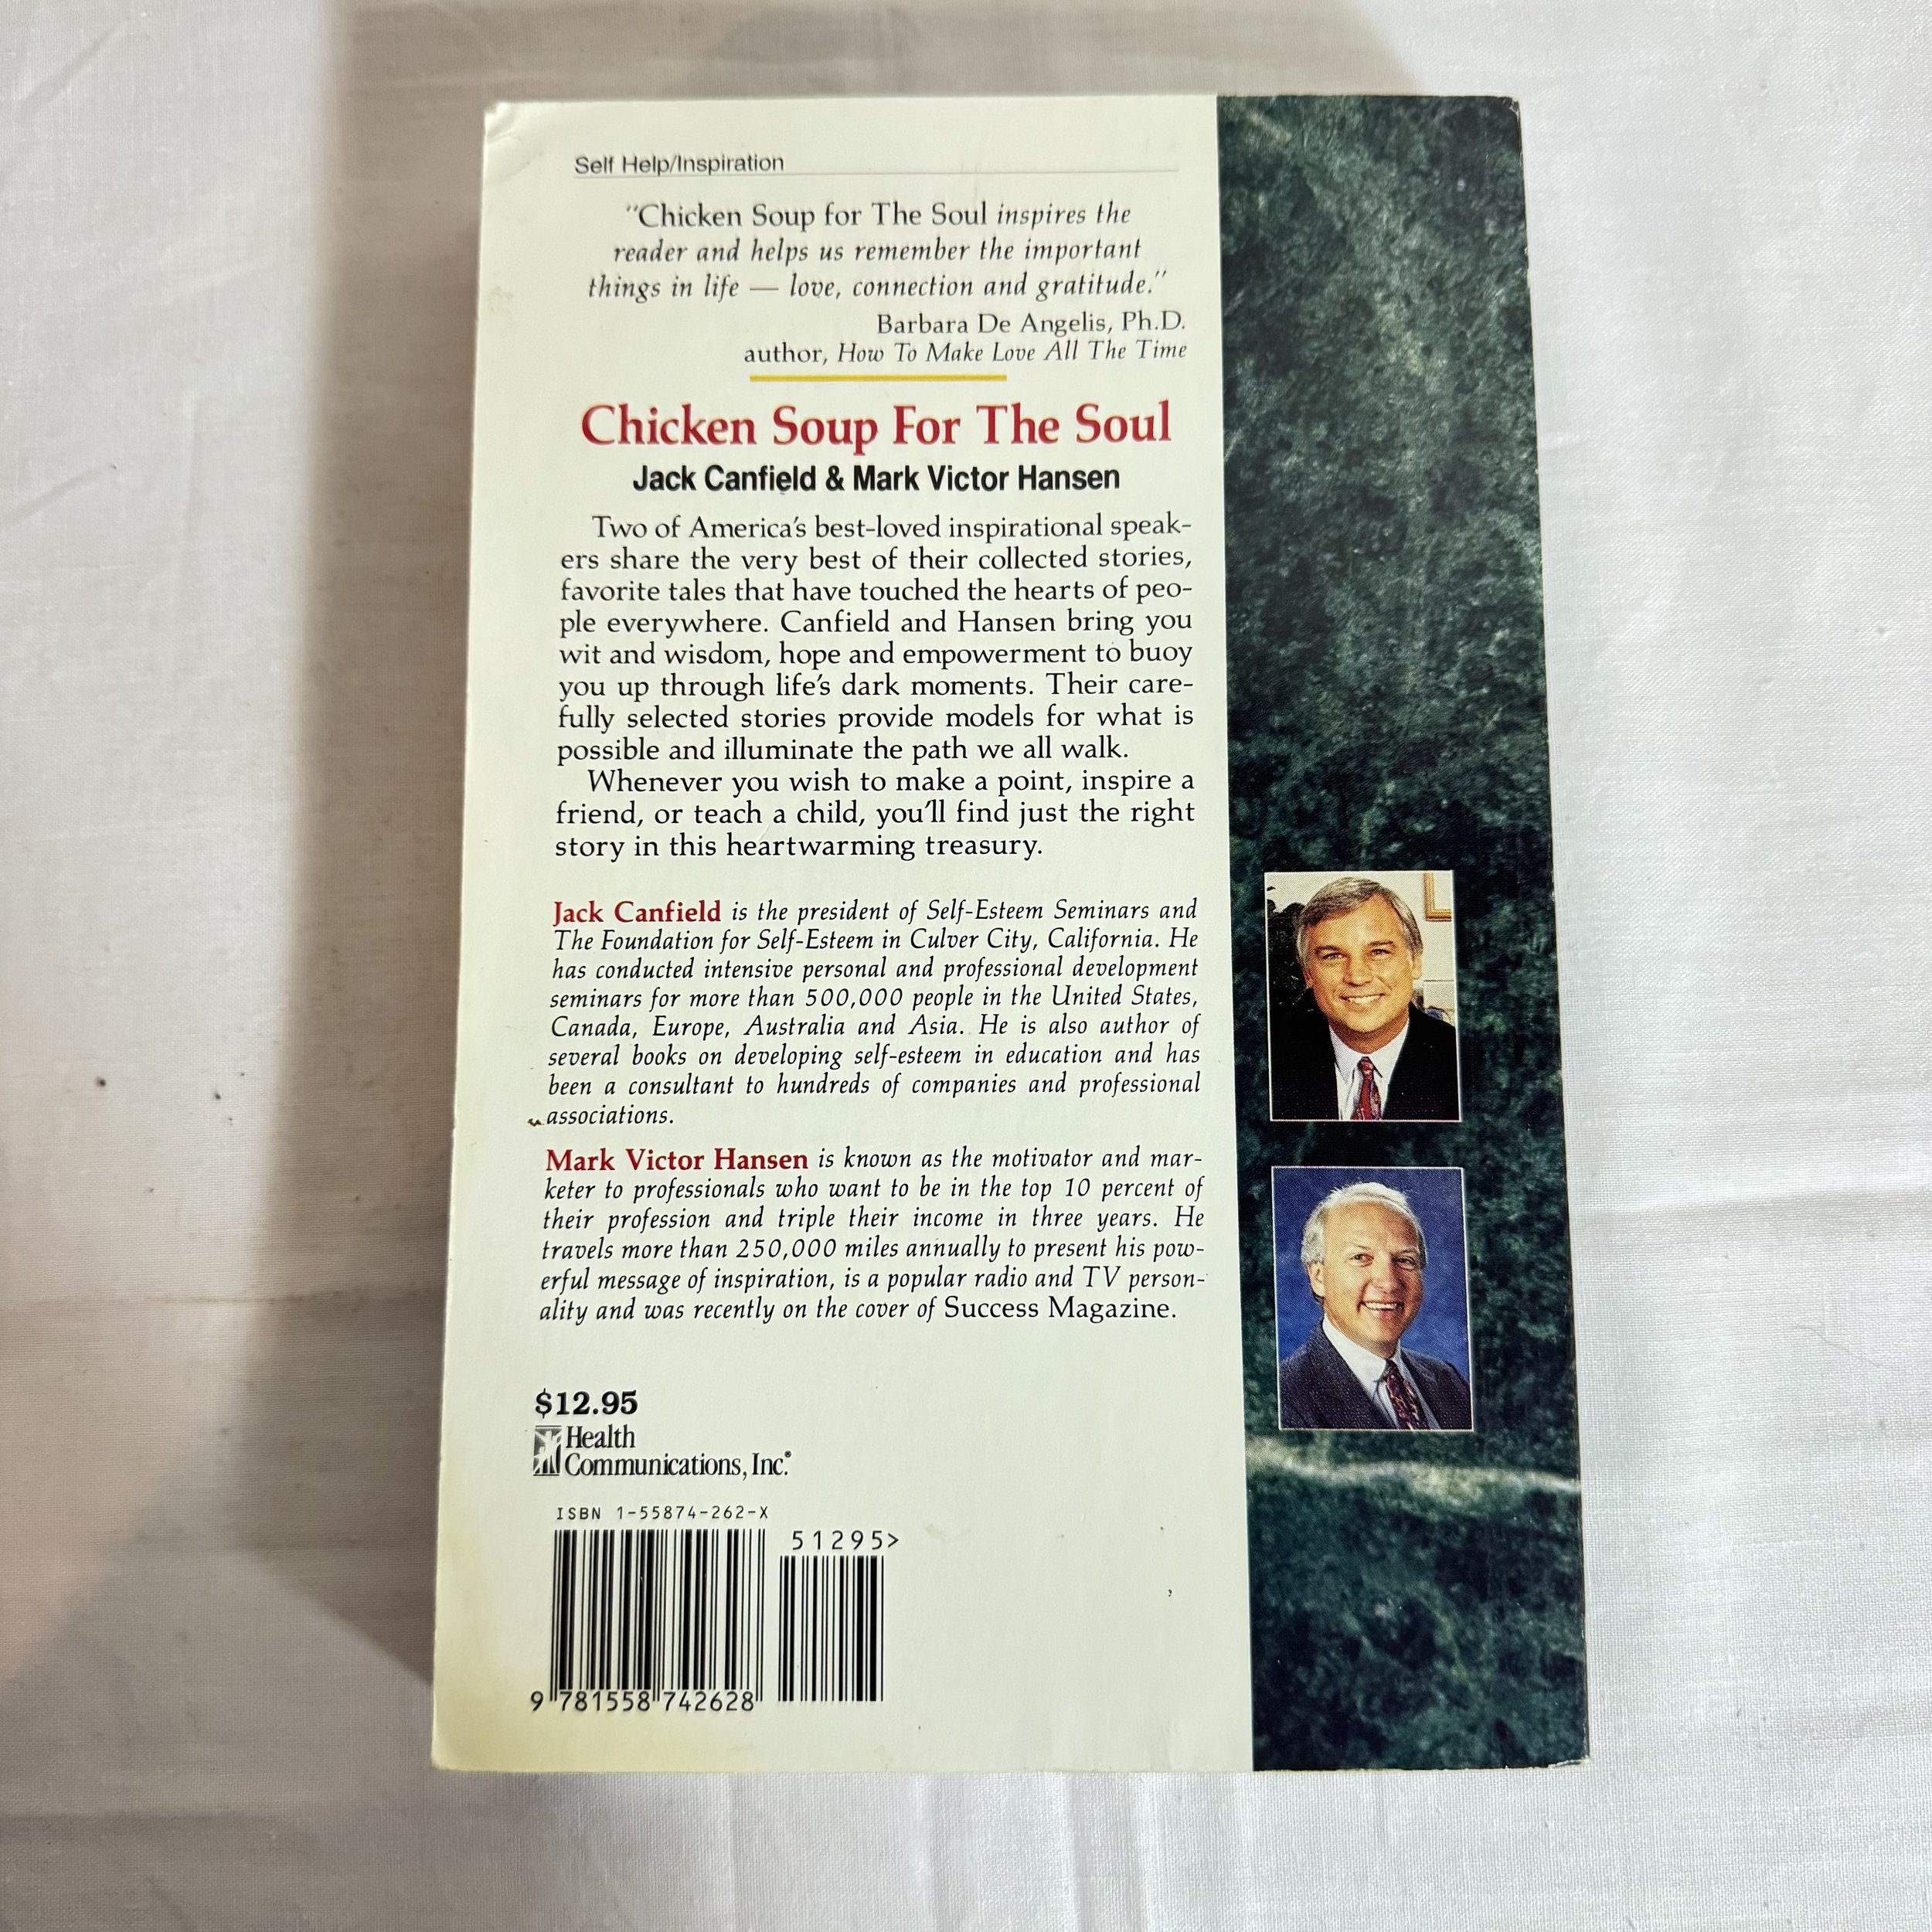 Self Help/Inspiration
"Chicken Soup for The Soul inspires the
reader and helps us remember the important
things in life — love, connection and gratitude."
Barbara De Angelis, Ph.D.
author, How To Make Love All The Time
Chicken Soup For The Soul
Jack Canfield & Mark Victor Hansen
Two of America's best-loved inspirational speak-
ers share the very best of their collected stories,
favorite tales that have touched the hearts of peo-
ple everywhere. Canfield and Hansen bring you
wit and wisdom, hope and empowerment to buoy
you up through life's dark moments. Their care-
fully selected stories provide models for what is
possible and illuminate the path we all walk.
Whenever you wish to make a point, inspire a
friend, or teach a child, you'll find just the right
story in this heartwarming treasury.
Jack Canfield is the president of Self-Esteem Seminars and
The Foundation for Self-Esteem in Culver City, California. He
has conducted intensive personal and professional development
seminars for more than 500,000 people in the United States,
Canada, Europe, Australia and Asia. He is also author of
several books on developing self-esteem in education and has
been a consultant to hundreds of companies and professional
associations.
Mark Victor Hansen is known as the motivator and mar-
keter to professionals who want to be in the top 10 percent of
their profession and triple their income in three years. He
travels more than 250,000 miles annually to present his pow-
erful message of inspiration, is a popular radio and TV person-
ality and was recently on the cover of Success Magazine.
$12.95
Health
Communications, Inc.®
ISBN 1-55874-262-X
51295>
9 781558 742628